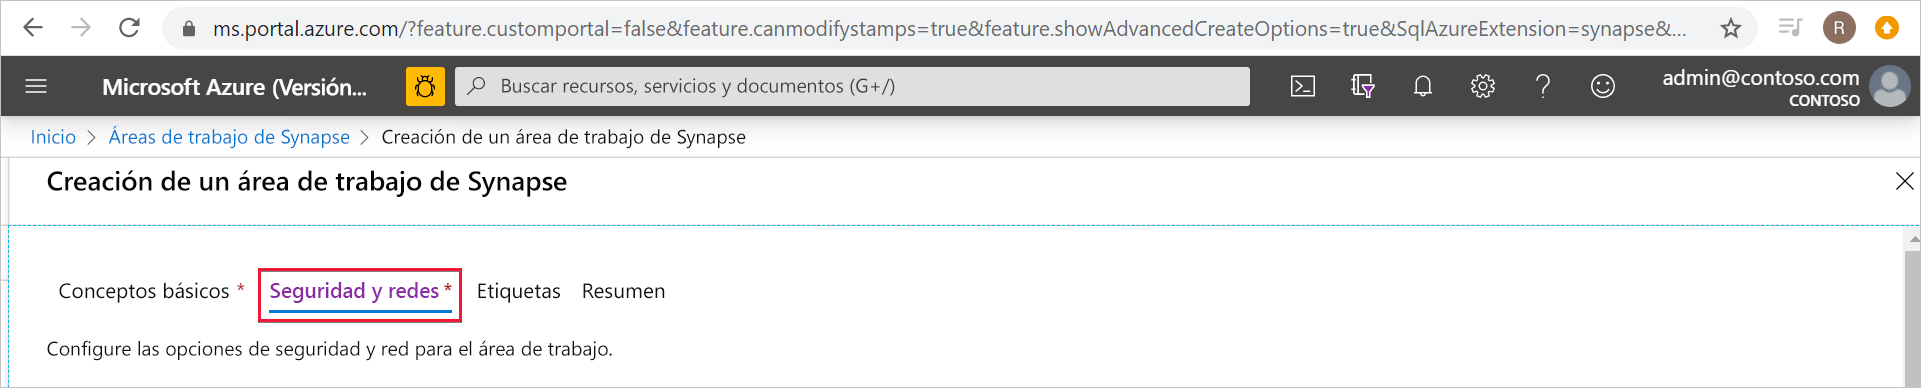 ms.portal.azure.com/?feature.customportal=false&feature.canmodifystamps=true&feature.showAdvancedCreateOptions=true&SqlAzureExtension=synapse&... R
Microsoft Azure (Versión... Buscar recursos, servicios y documentos (G+/) admin@contoso.com
CONTOSO
Inicio > Áreas de trabajo de Synapse > Creación de un área de trabajo de Synapse
Creación de un área de trabajo de Synapse
Conceptos básicos * Seguridad y redes * Etiquetas Resumen
Configure las opciones de seguridad y red para el área de trabajo.